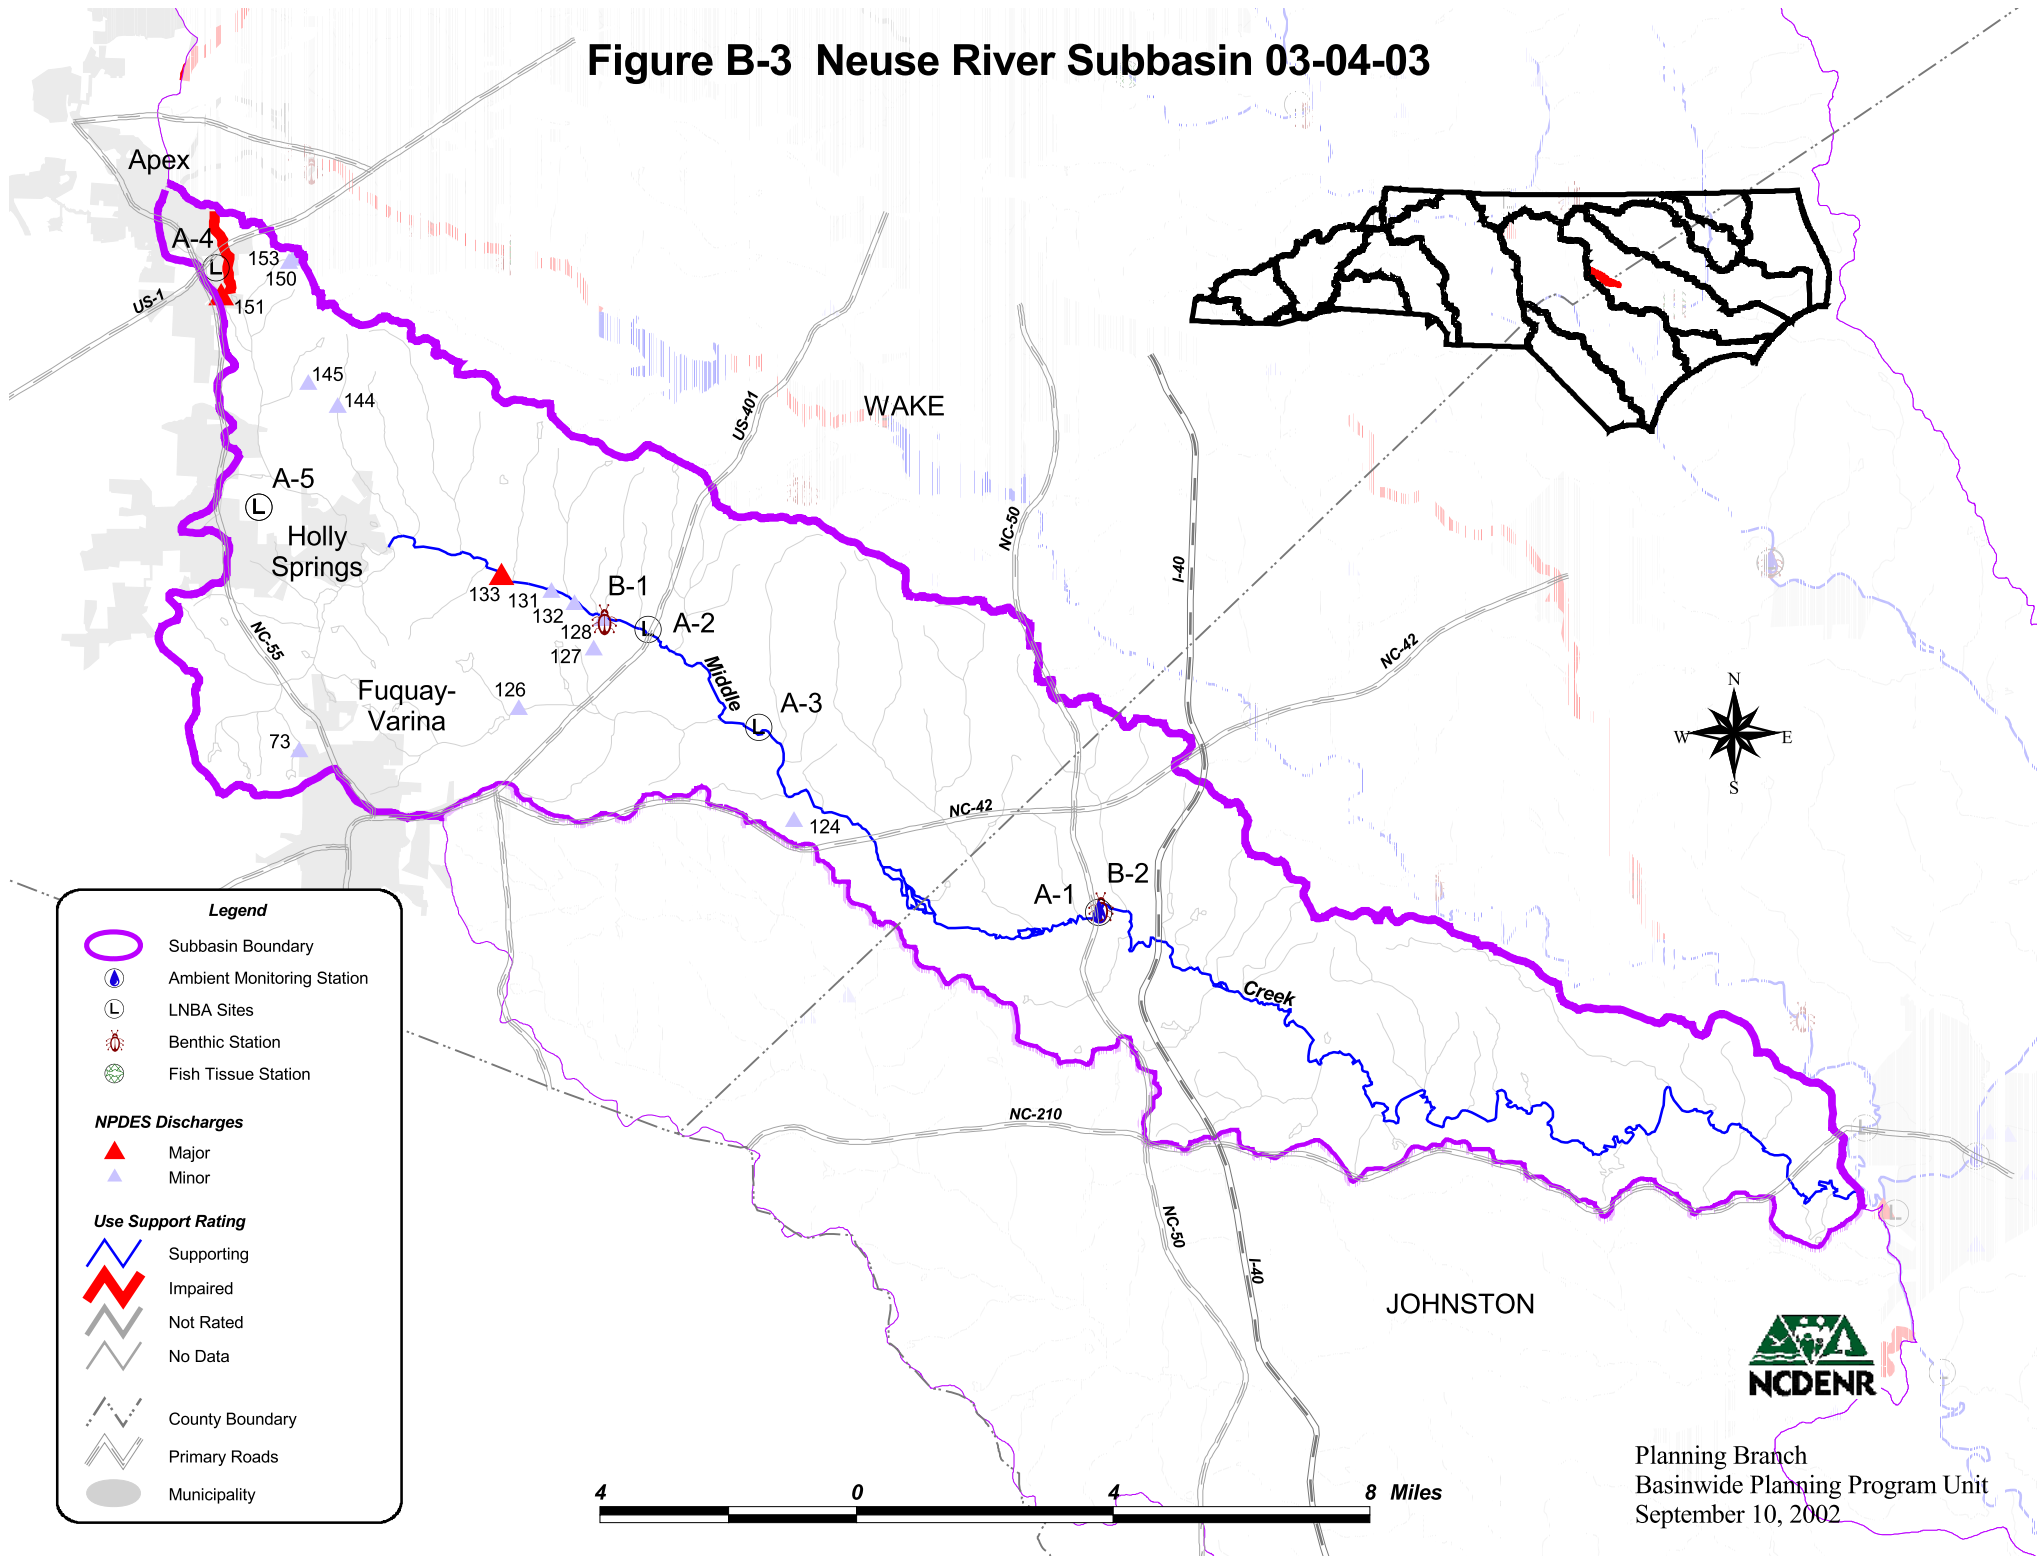 Figure B-3 Neuse River Subbasin 03-04-03
Apex
A-4
153
150
US-1
151
145
144
US-401
WAKE
A-5
Holly
Springs
NC-50
I-40
133
131
132
128
127
B-1
A-2
NC-55
Middle
NC-42
Fuquay-
Varina
126
A-3
73
N
W
E
S
NC-42
124
A-1
B-2
Creek
NC-210
NC-50
I-40
JOHNSTON
Legend
Subbasin Boundary
Ambient Monitoring Station
L
LNBA Sites
Benthic Station
Fish Tissue Station
NPDES Discharges
Major
Minor
Use Support Rating
Supporting
Impaired
Not Rated
No Data
County Boundary
Primary Roads
Municipality
NCDENR
4 0 4 8 Miles
Planning Branch
Basinwide Planning Program Unit
September 10, 2002